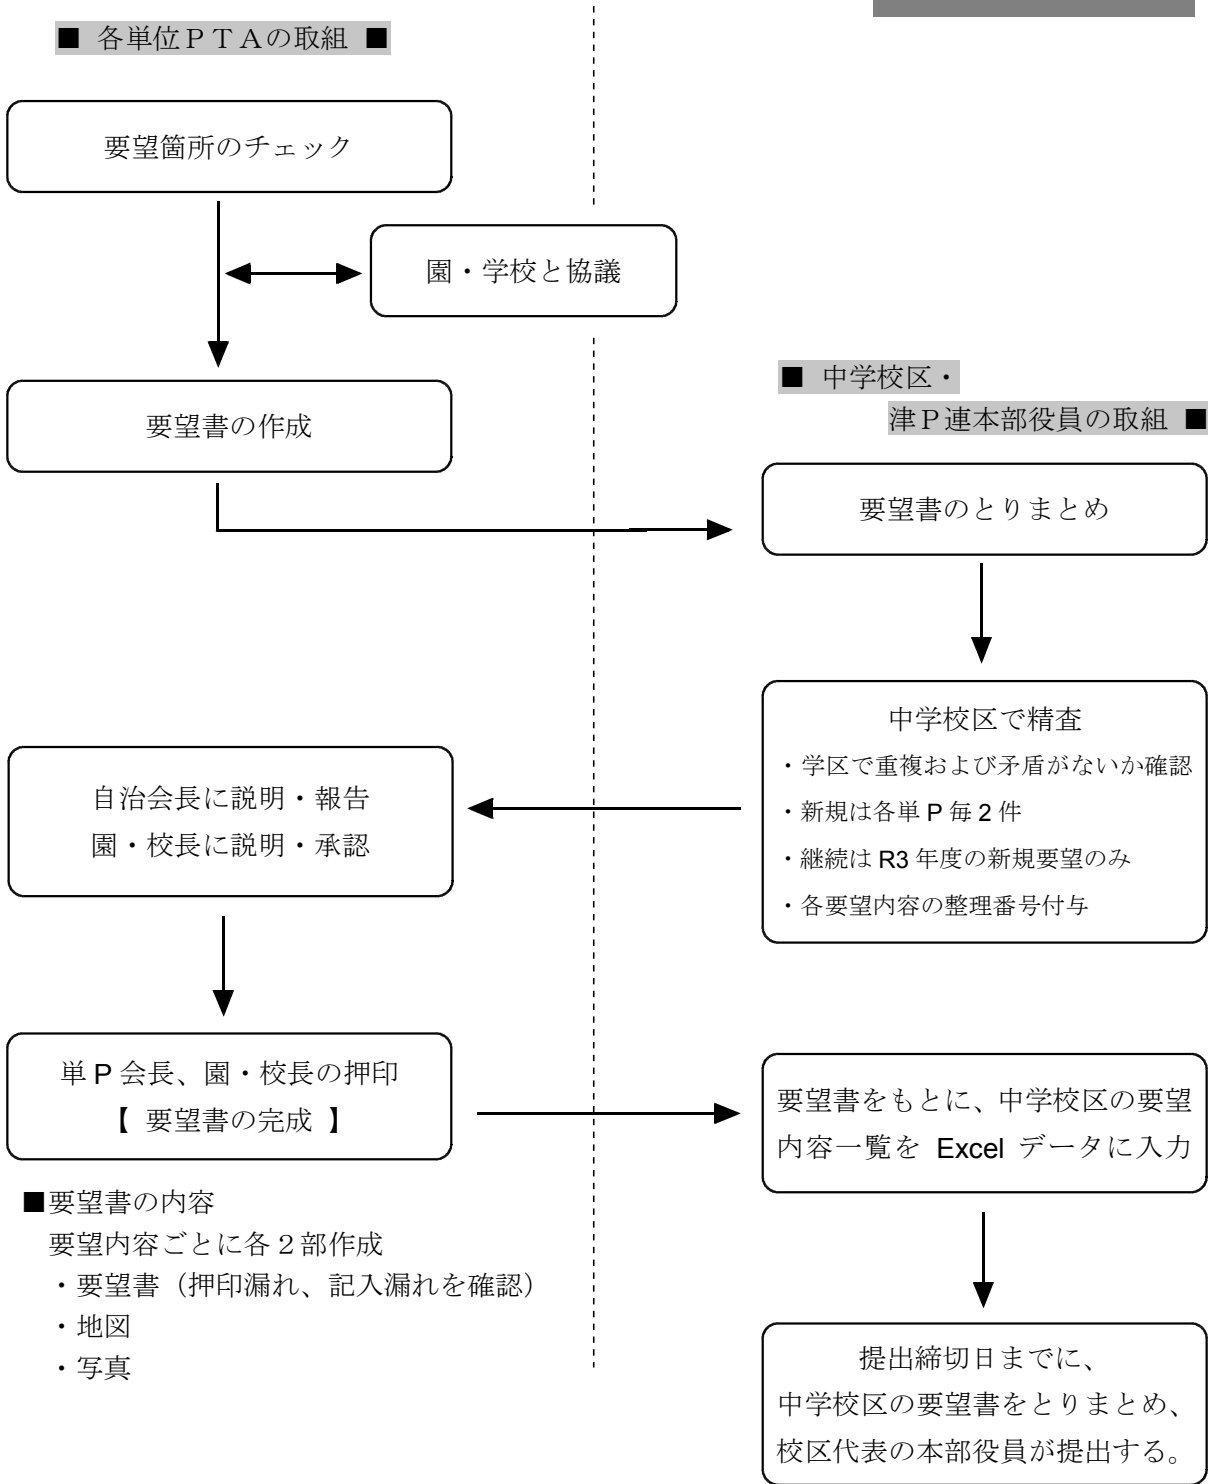 ■ 各単位ＰＴＡの取組 ■
要望箇所のチェック
園・学校と協議
要望書の作成
■ 中学校区・
津Ｐ連本部役員の取組 ■
要望書のとりまとめ
中学校区で精査
・学区で重複および矛盾がないか確認
・新規は各単 P 毎 2 件
・継続は R3 年度の新規要望のみ
・各要望内容の整理番号付与
自治会長に説明・報告
園・校長に説明・承認
単 P 会長、園・校長の押印
【 要望書の完成 】
■要望書の内容
要望内容ごとに各２部作成
・要望書（押印漏れ、記入漏れを確認）
・地図
・写真
要望書をもとに、中学校区の要望
内容一覧を Excel データに入力
提出締切日までに、
中学校区の要望書をとりまとめ、
校区代表の本部役員が提出する。